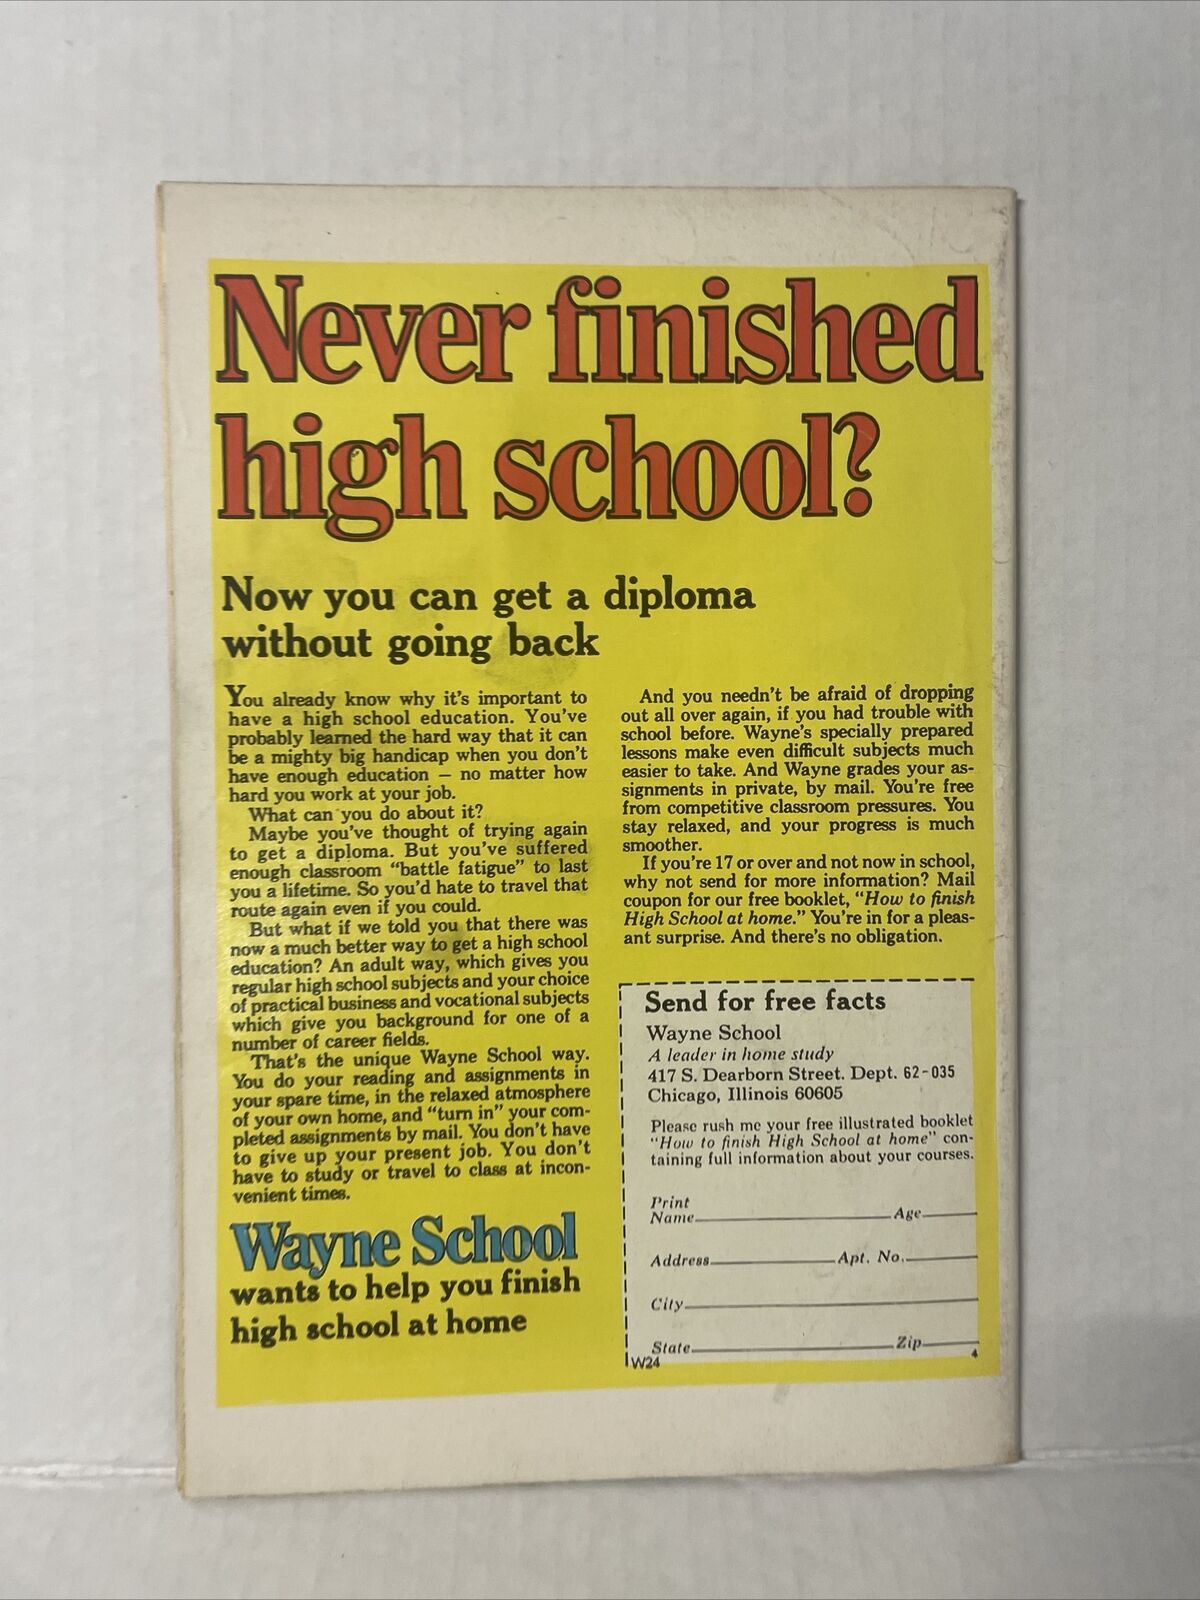 Never finished
high school?
Now you can get a diploma
without going back
You already know why it's important to
have a high school education. You've
probably learned the hard way that it can
be a mighty big handicap when you don't
have enough education — no matter how
hard you work at your job.
What can you do about it?
Maybe you've thought of trying again
to get a diploma. But you've suffered
enough classroom "battle fatigue" to last
you a lifetime. So you'd hate to travel that
route again even if you could.
But what if we told you that there was
now a much better way to get a high school
education? An adult way, which gives you
regular high school subjects and your choice
of practical business and vocational subjects
which give you background for one of a
number of career fields.
That's the unique Wayne School way.
You do your reading and assignments in
your spare time, in the relaxed atmosphere
of your own home, and "turn in" your com-
pleted assignments by mail. You don't have
to give up your present job. You don't
have to study or travel to class at incon-
venient times.
Wayne School
wants to help you finish
high school at home
And you needn't be afraid of dropping
out all over again, if you had trouble with
school before. Wayne's specially prepared
lessons make even difficult subjects much
easier to take. And Wayne grades your as-
signments in private, by mail. You're free
from competitive classroom pressures. You
stay relaxed, and your progress is much
smoother.
If you're 17 or over and not now in school,
why not send for more information? Mail
coupon for our free booklet, "How to finish
High School at home." You're in for a pleas-
ant surprise. And there's no obligation.
Send for free facts
Wayne School
A leader in home study
417 S. Dearborn Street. Dept. 62-035
Chicago, Illinois 60605
Please rush me your free illustrated booklet
"How to finish High School at home" con-
taining full information about your courses.
Print
Name Age
Address Apt. No.
City
State Zip
W24 4